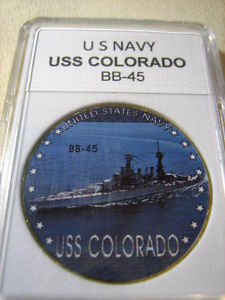 U S NAVY
USS COLORADO
BB-45
UNITED STATES NAVY
BB-45
USS COLORADO